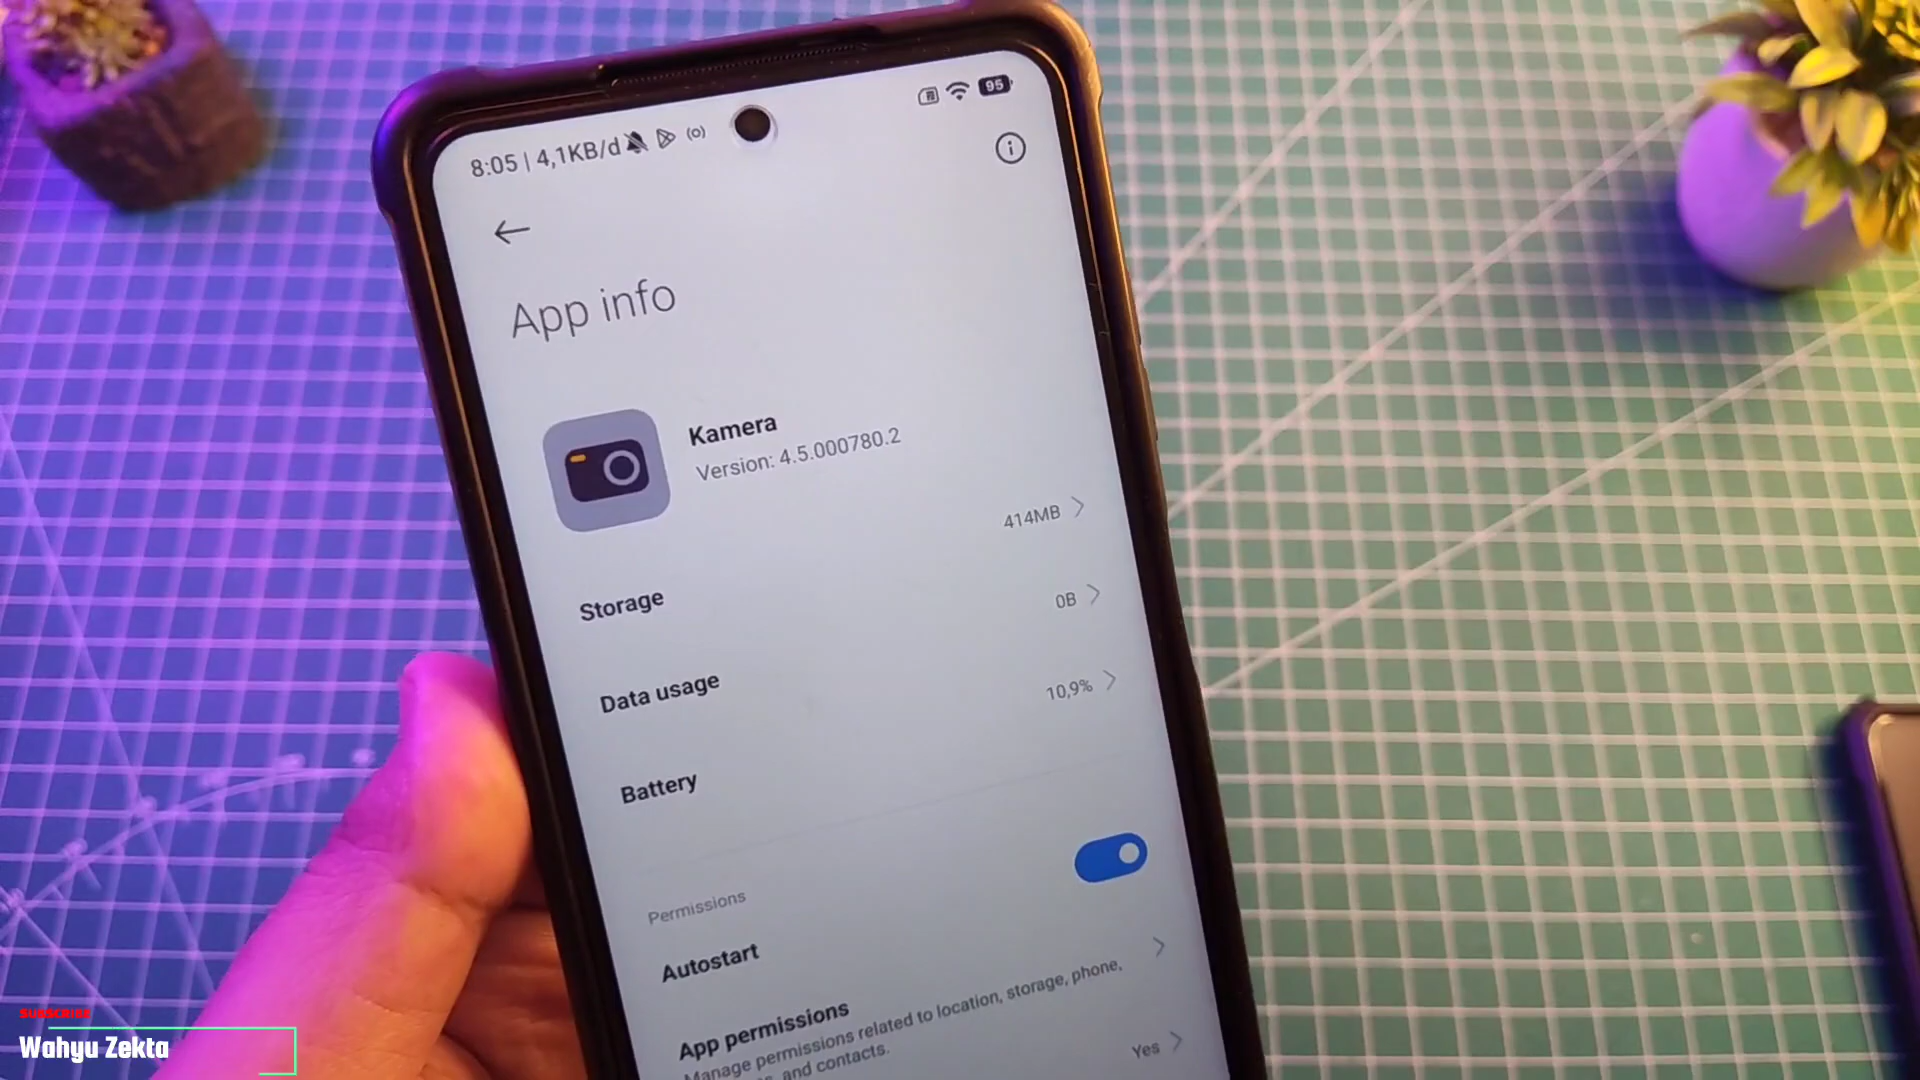 8:05 | 4,1KB/d
95
App info
Kamera
Version: 4.5.000780.2
Storage
414MB
Data usage
0B
Battery
10,9%
Permissions
Autostart
App permissions
Manage permissions related to location, storage, phone,
and contacts.
Yes
SUBSCRIBE
Wahyu Zekta